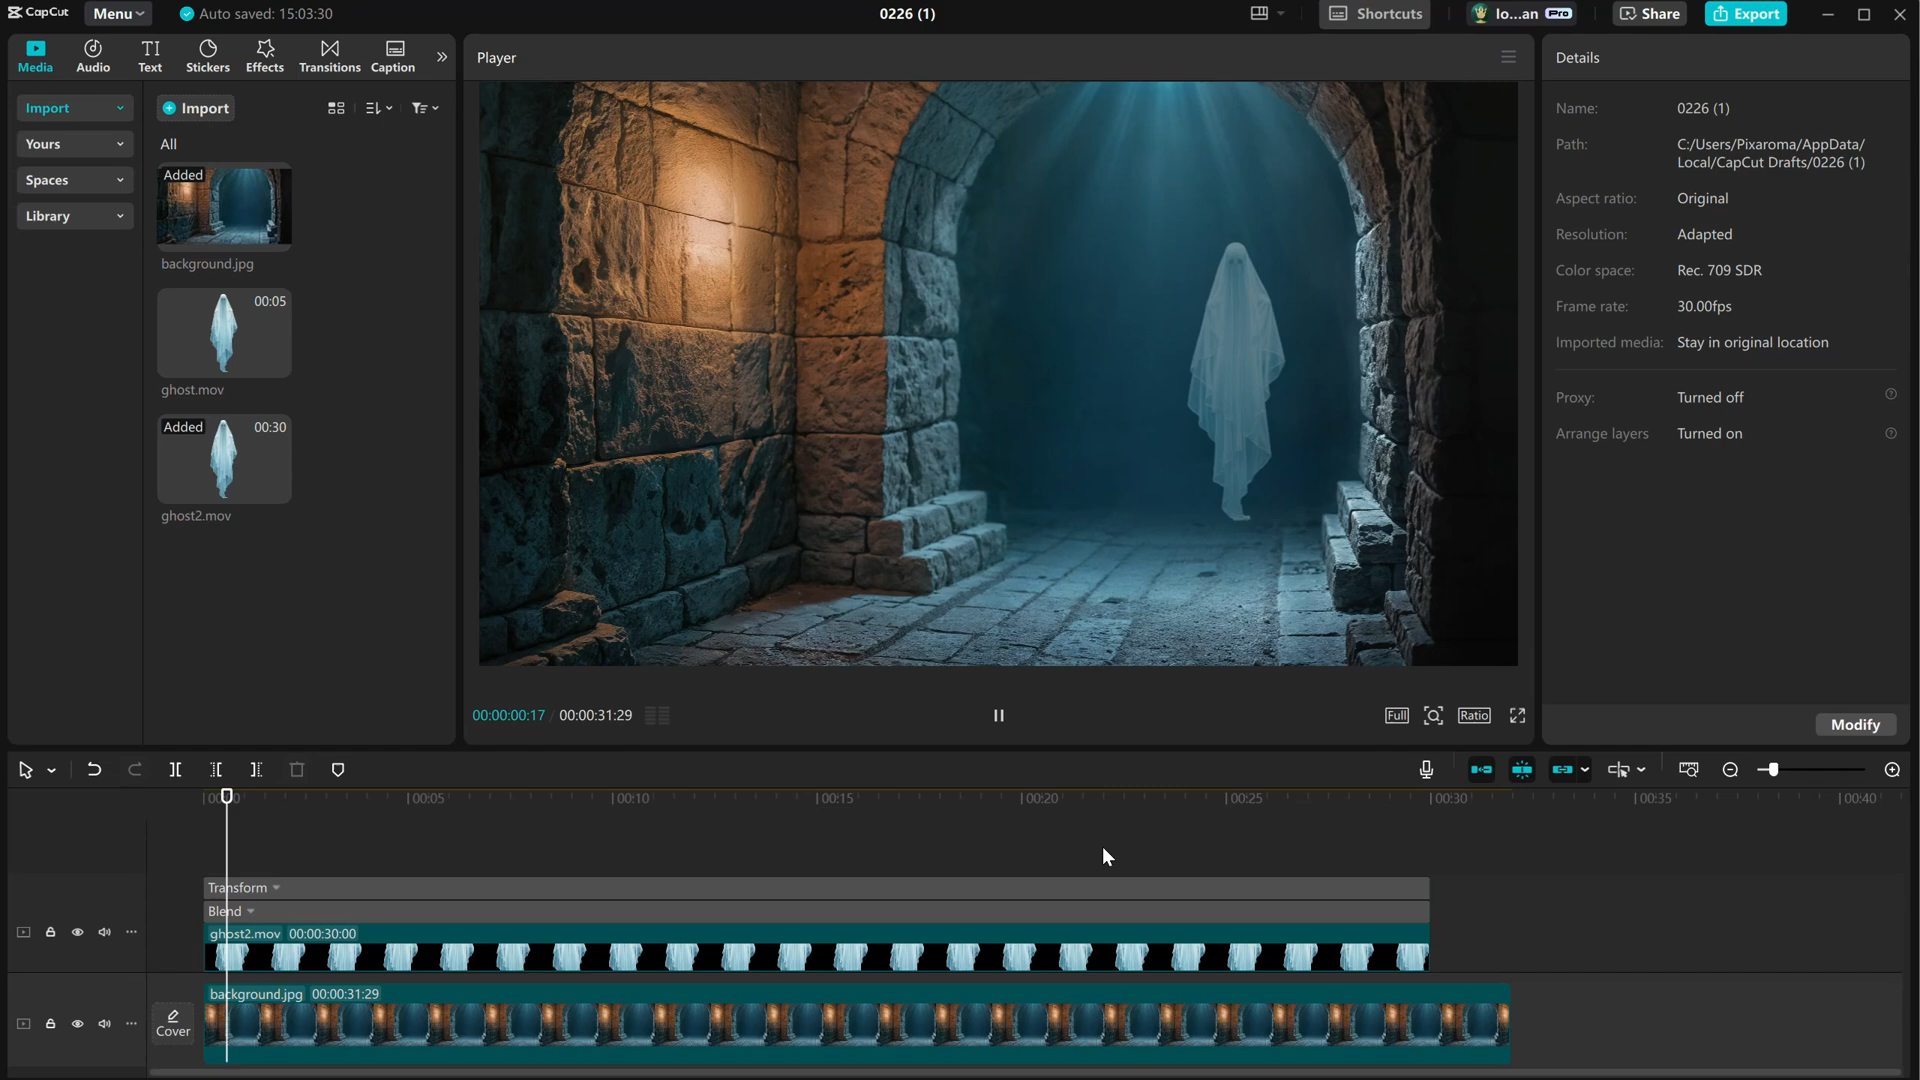 CapCut
Menu
Auto saved: 15:03:30
0226 (1)
Shortcuts
lo...an
Pro
Share
Export
Media
Audio
TI
Text
Stickers
Effects
Transitions
Caption
Player
Details
Import
Yours
Spaces
Library
Import
All
Added
background.jpg
00:05
ghost.mov
Added
00:30
ghost2.mov
Name:
0226 (1)
Path:
C:/Users/Pixaroma/AppData/
Local/CapCut Drafts/0226 (1)
Aspect ratio:
Original
Resolution:
Adapted
Color space:
Rec. 709 SDR
Frame rate:
30.00fps
Imported media:
Stay in original location
Proxy:
Turned off
Arrange layers
Turned on
Modify
00:00:00:17 / 00:00:31:29
Full
Ratio
00:05
00:10
00:15
00:20
00:25
00:30
00:35
00:40
Transform
Blend
ghost2.mov 00:00:30:00
background.jpg 00:00:31:29
Cover